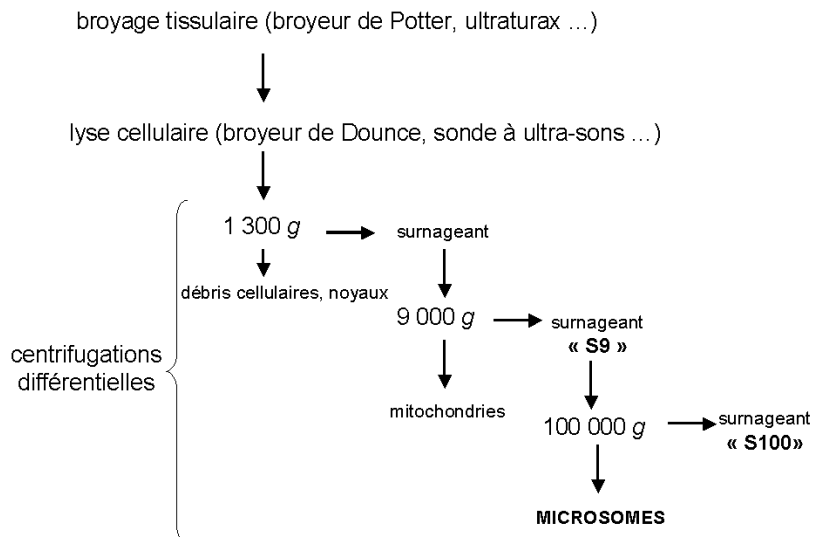 broyage tissulaire (broyeur de Potter, ultraturax ...)
lyse cellulaire (broyeur de Dounce, sonde à ultra-sons ...)
1 300 g
surnageant
débris cellulaires, noyaux
9 000 g
surnageant
« S9 »
centrifugations
différentielles
mitochondries
100 000 g
surnageant
« S100»
MICROSOMES